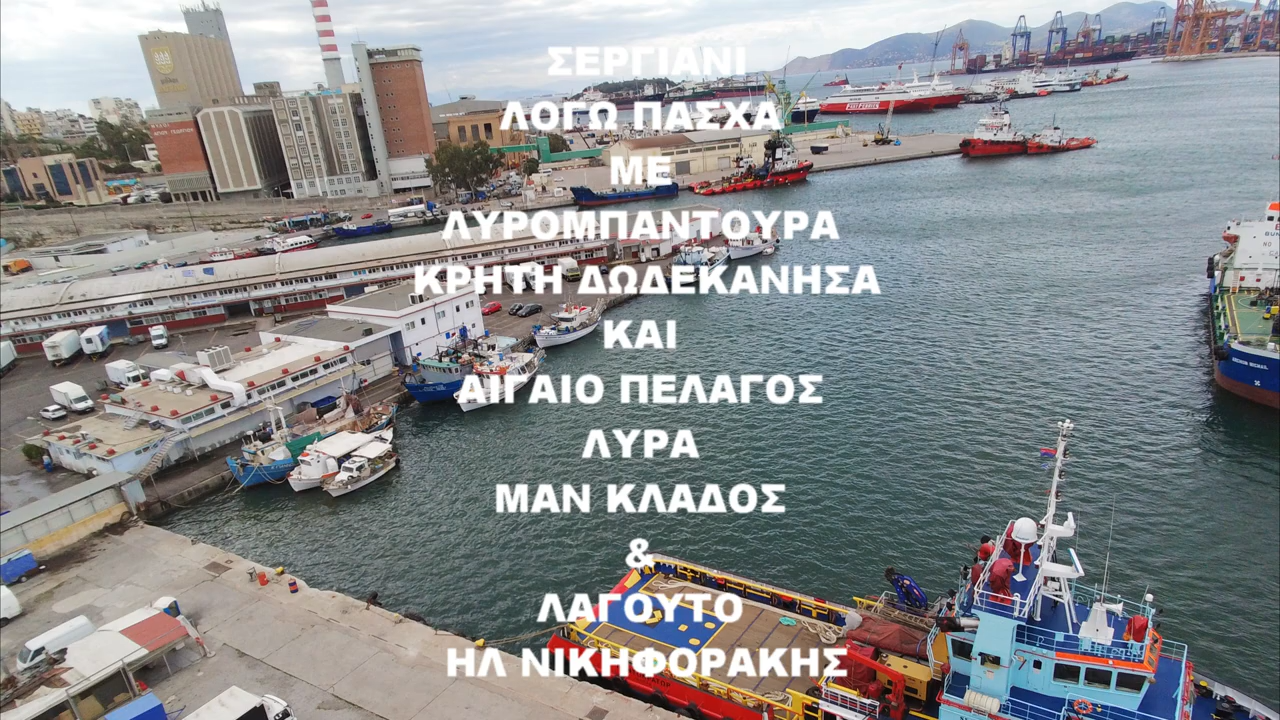 ΣΕΡΓΙΑΝΙ
ΛΟΓΩ ΠΑΣΧΑ
ΜΕ
ΛΥΡΟΜΠΑΝΤΟΥΡΑ
ΚΡΗΤΗ ΔΩΔΕΚΑΝΗΣΑ
ΚΑΙ
ΑΙΓΑΙΟ ΠΕΛΑΓΟΣ
ΛΥΡΑ
ΜΑΝ ΚΛΑΔΟΣ
&
ΛΑΓΟΥΤΟ
ΗΛ ΝΙΚΗΦΟΡΑΚΗΣ